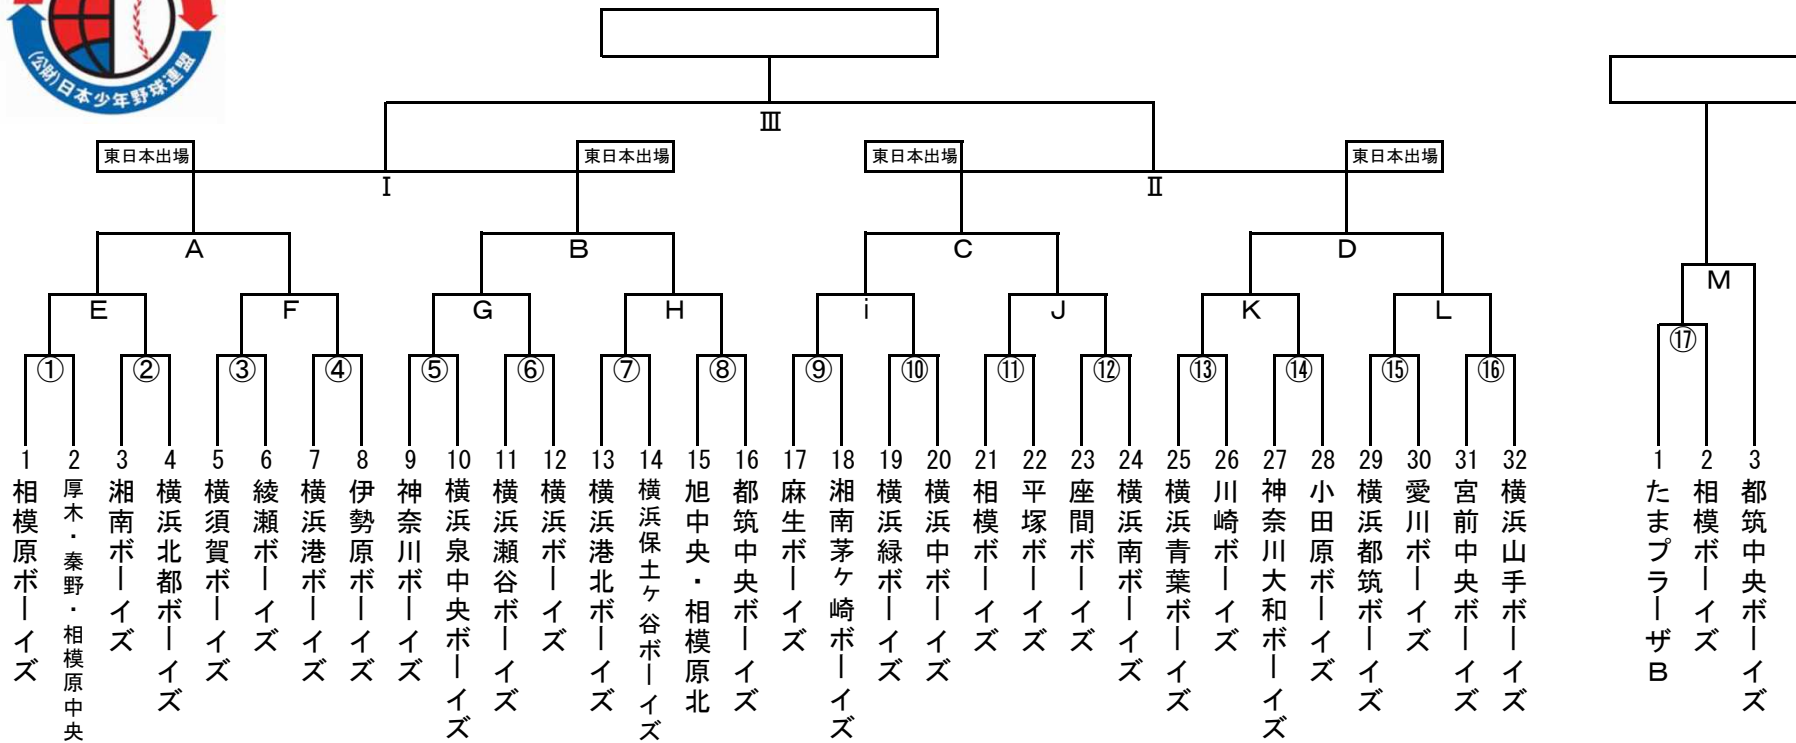 (公財)日本少年野球連盟
Ⅲ
東日本出場
東日本出場
東日本出場
東日本出場
Ⅰ
Ⅱ
A
B
C
D
M
E
F
G
H
i
J
K
L
⑰
①
②
③
④
⑤
⑥
⑦
⑧
⑨
⑩
⑪
⑫
⑬
⑭
⑮
⑯
1 相模原ボーイズ
2 厚木・秦野・相模原中央
3 湘南ボーイズ
4 横浜北都ボーイズ
5 横須賀ボーイズ
6 綾瀬ボーイズ
7 横浜港ボーイズ
8 伊勢原ボーイズ
9 神奈川ボーイズ
10 横浜泉中央ボーイズ
11 横浜瀬谷ボーイズ
12 横浜ボーイズ
13 横浜港北ボーイズ
14 横浜保土ヶ谷ボーイズ
15 旭中央・相模原北
16 都筑中央ボーイズ
17 麻生ボーイズ
18 湘南茅ヶ崎ボーイズ
19 横浜緑ボーイズ
20 横浜中ボーイズ
21 相模ボーイズ
22 平塚ボーイズ
23 座間ボーイズ
24 横浜南ボーイズ
25 横浜青葉ボーイズ
26 川崎ボーイズ
27 神奈川大和ボーイズ
28 小田原ボーイズ
29 横浜都筑ボーイズ
30 愛川ボーイズ
31 宮前中央ボーイズ
32 横浜山手ボーイズ
1 たまプラーザB
2 相模ボーイズ
3 都筑中央ボーイズ